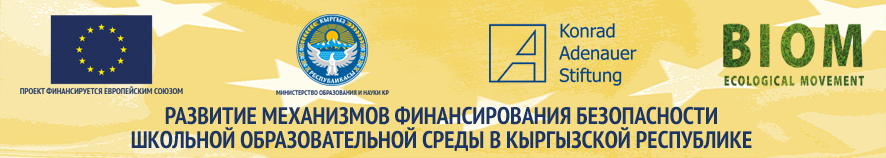 КЫРГЫЗ
РЕСПУБЛИКАСЫ
ПРОЕКТ ФИНАНСИРУЕТСЯ ЕВРОПЕЙСКИМ СОЮЗОМ
МИНИСТЕРСТВО ОБРАЗОВАНИЯ И НАУКИ КР
Konrad
Adenauer
Stiftung
BIOM
ECOLOGICAL MOVEMENT
РАЗВИТИЕ МЕХАНИЗМОВ ФИНАНСИРОВАНИЯ БЕЗОПАСНОСТИ
ШКОЛЬНОЙ ОБРАЗОВАТЕЛЬНОЙ СРЕДЫ В КЫРГЫЗСКОЙ РЕСПУБЛИКЕ